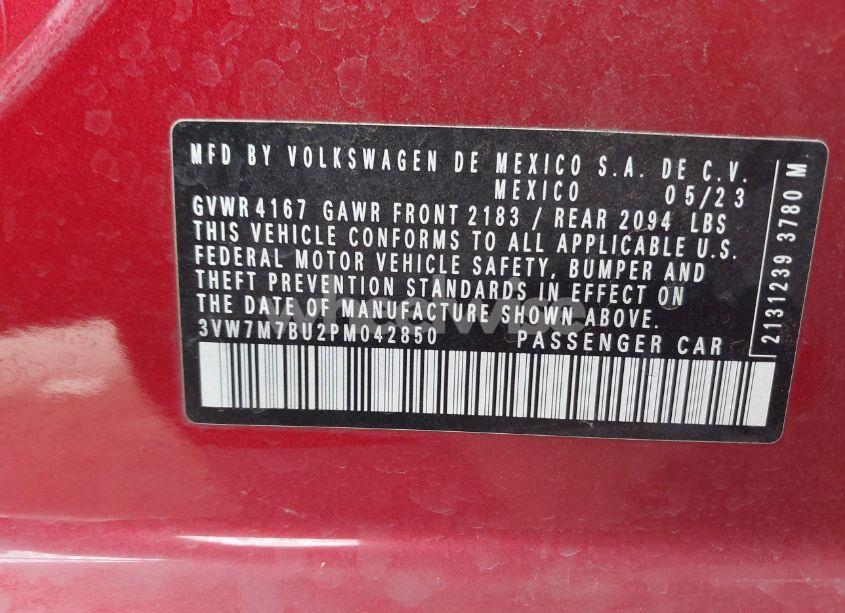 MFD BY VOLKSWAGEN DE MEXICO S.A. DE C.V.
MEXICO 05/23
GVWR 4167 GAWR FRONT 2183 / REAR 2094 LBS
THIS VEHICLE CONFORMS TO ALL APPLICABLE U.S.
FEDERAL MOTOR VEHICLE SAFETY, BUMPER AND
THEFT PREVENTION STANDARDS IN EFFECT ON
THE DATE OF MANUFACTURE SHOWN ABOVE.
3VW7M7BU2PM042850 PASSENGER CAR
2131239 3780 M